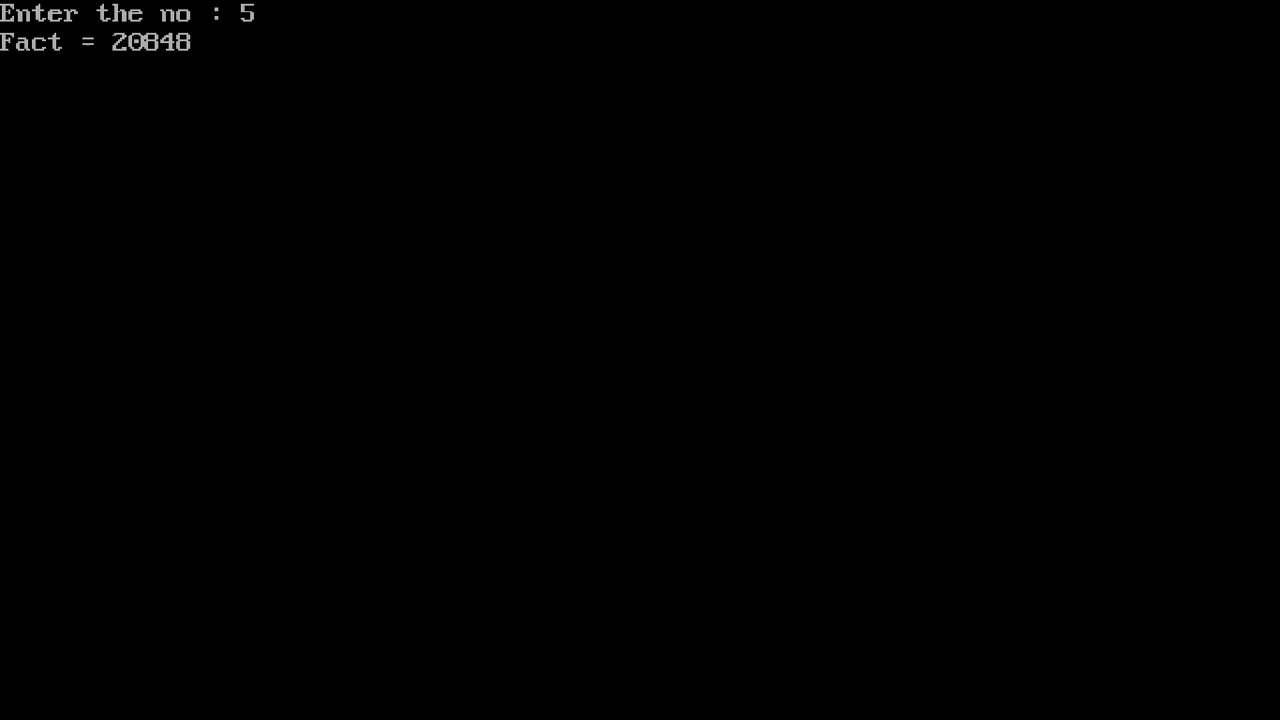 Enter the no : 5
Fact = 20848